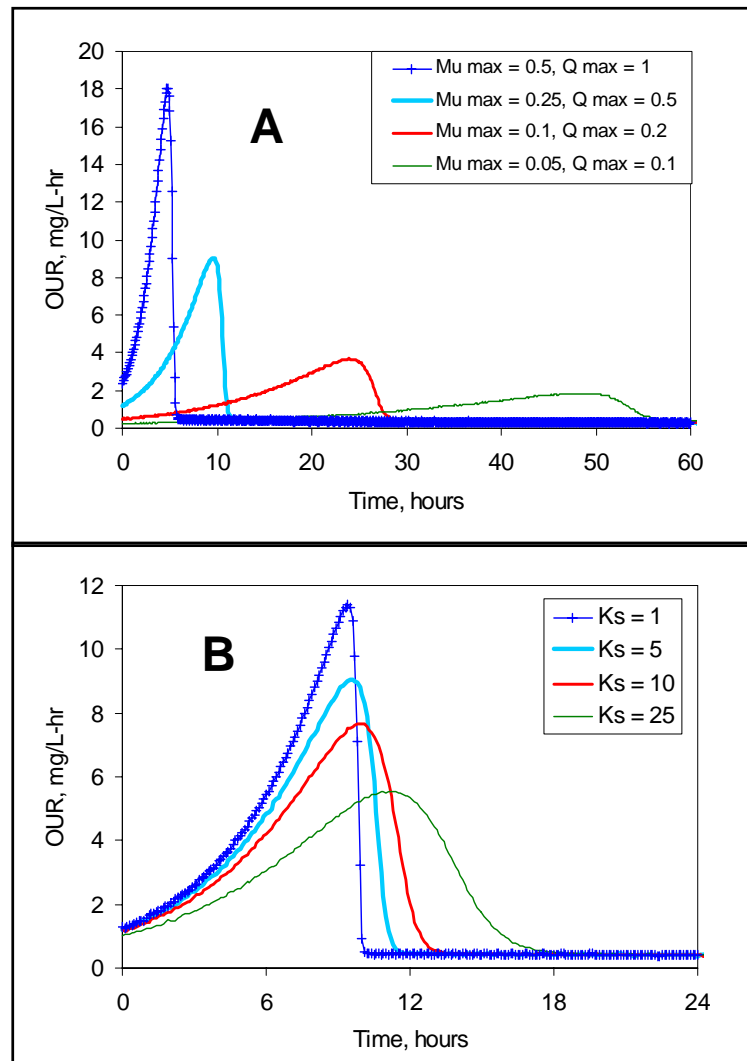 20
18
16
14
12
10
8
6
4
2
0
OUR, mg/L-hr
A
Mu max = 0.5, Q max = 1
Mu max = 0.25, Q max = 0.5
Mu max = 0.1, Q max = 0.2
Mu max = 0.05, Q max = 0.1
0 10 20 30 40 50 60
Time, hours
12
10
8
6
4
2
0
OUR, mg/L-hr
B
Ks = 1
Ks = 5
Ks = 10
Ks = 25
0 6 12 18 24
Time, hours